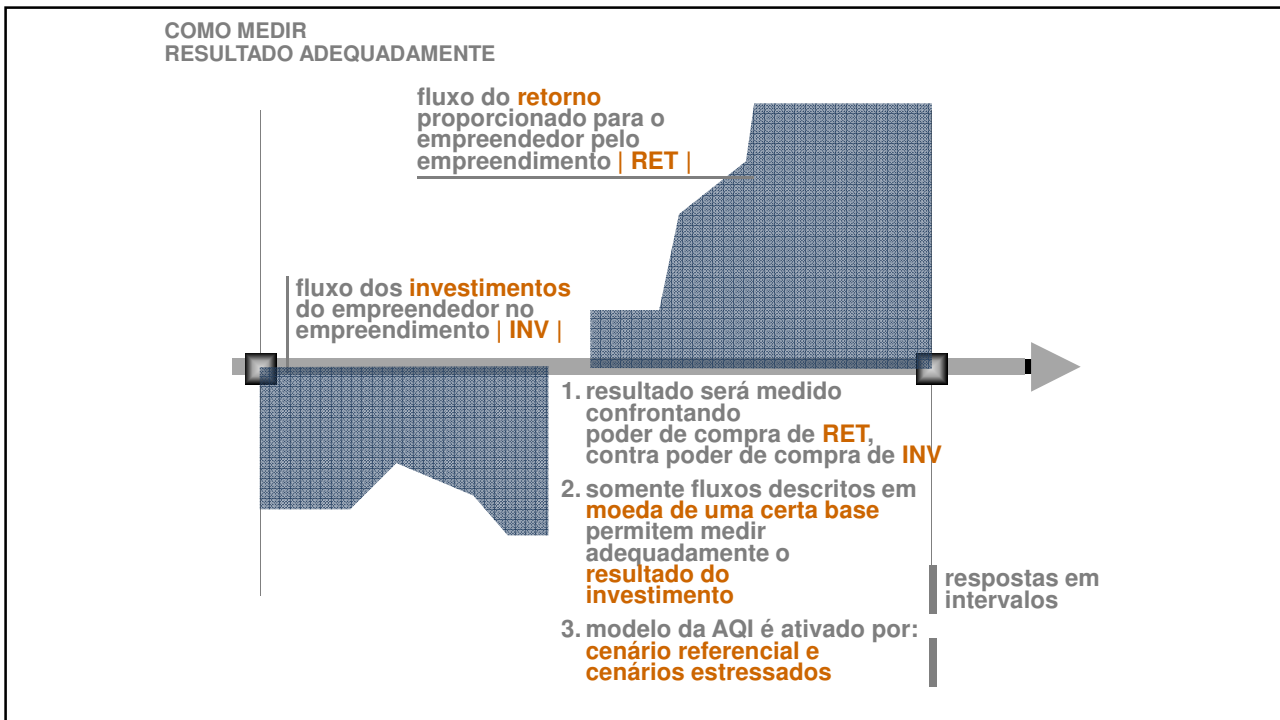 COMO MEDIR
RESULTADO ADEQUADAMENTE
fluxo do retorno
proporcionado para o
empreendedor pelo
empreendimento | RET |
fluxo dos investimentos
do empreendedor no
empreendimento | INV |
1. resultado será medido
confrontando
poder de compra de RET,
contra poder de compra de INV
2. somente fluxos descritos em
moeda de uma certa base
permitem medir
adequadamente o
resultado do
investimento
3. modelo da AQI é ativado por:
cenário referencial e
cenários estressados
respostas em
intervalos